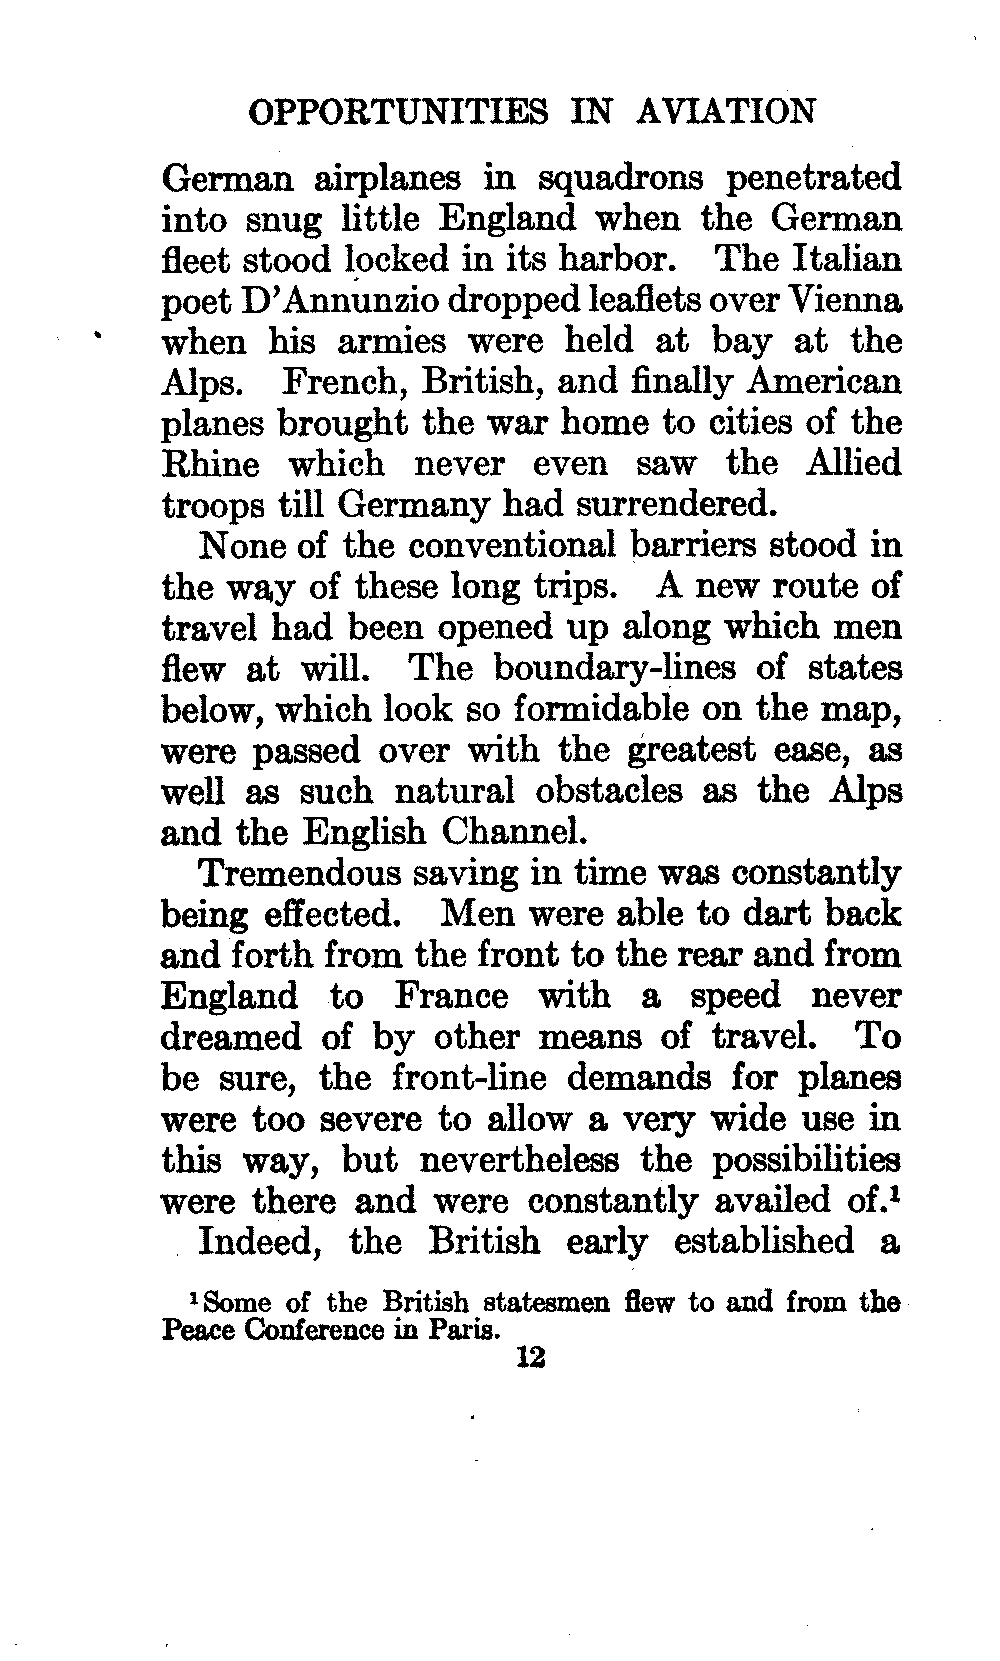 OPPORTUNITIES IN AVIATION
German airplanes in squadrons penetrated
into snug little England when the German
fleet stood locked in its harbor. The Italian
poet D'Annunzio dropped leaflets over Vienna
when his armies were held at bay at the
Alps. French, British, and finally American
planes brought the war home to cities of the
Rhine which never even saw the Allied
troops till Germany had surrendered.
None of the conventional barriers stood in
the way of these long trips. A new route of
travel had been opened up along which men
flew at will. The boundary-lines of states
below, which look so formidable on the map,
were passed over with the greatest ease, as
well as such natural obstacles as the Alps
and the English Channel.
Tremendous saving in time was constantly
being effected. Men were able to dart back
and forth from the front to the rear and from
England to France with a speed never
dreamed of by other means of travel. To
be sure, the front-line demands for planes
were too severe to allow a very wide use in
this way, but nevertheless the possibilities
were there and were constantly availed of.¹
Indeed, the British early established a
¹ Some of the British statesmen flew to and from the
Peace Conference in Paris.
12